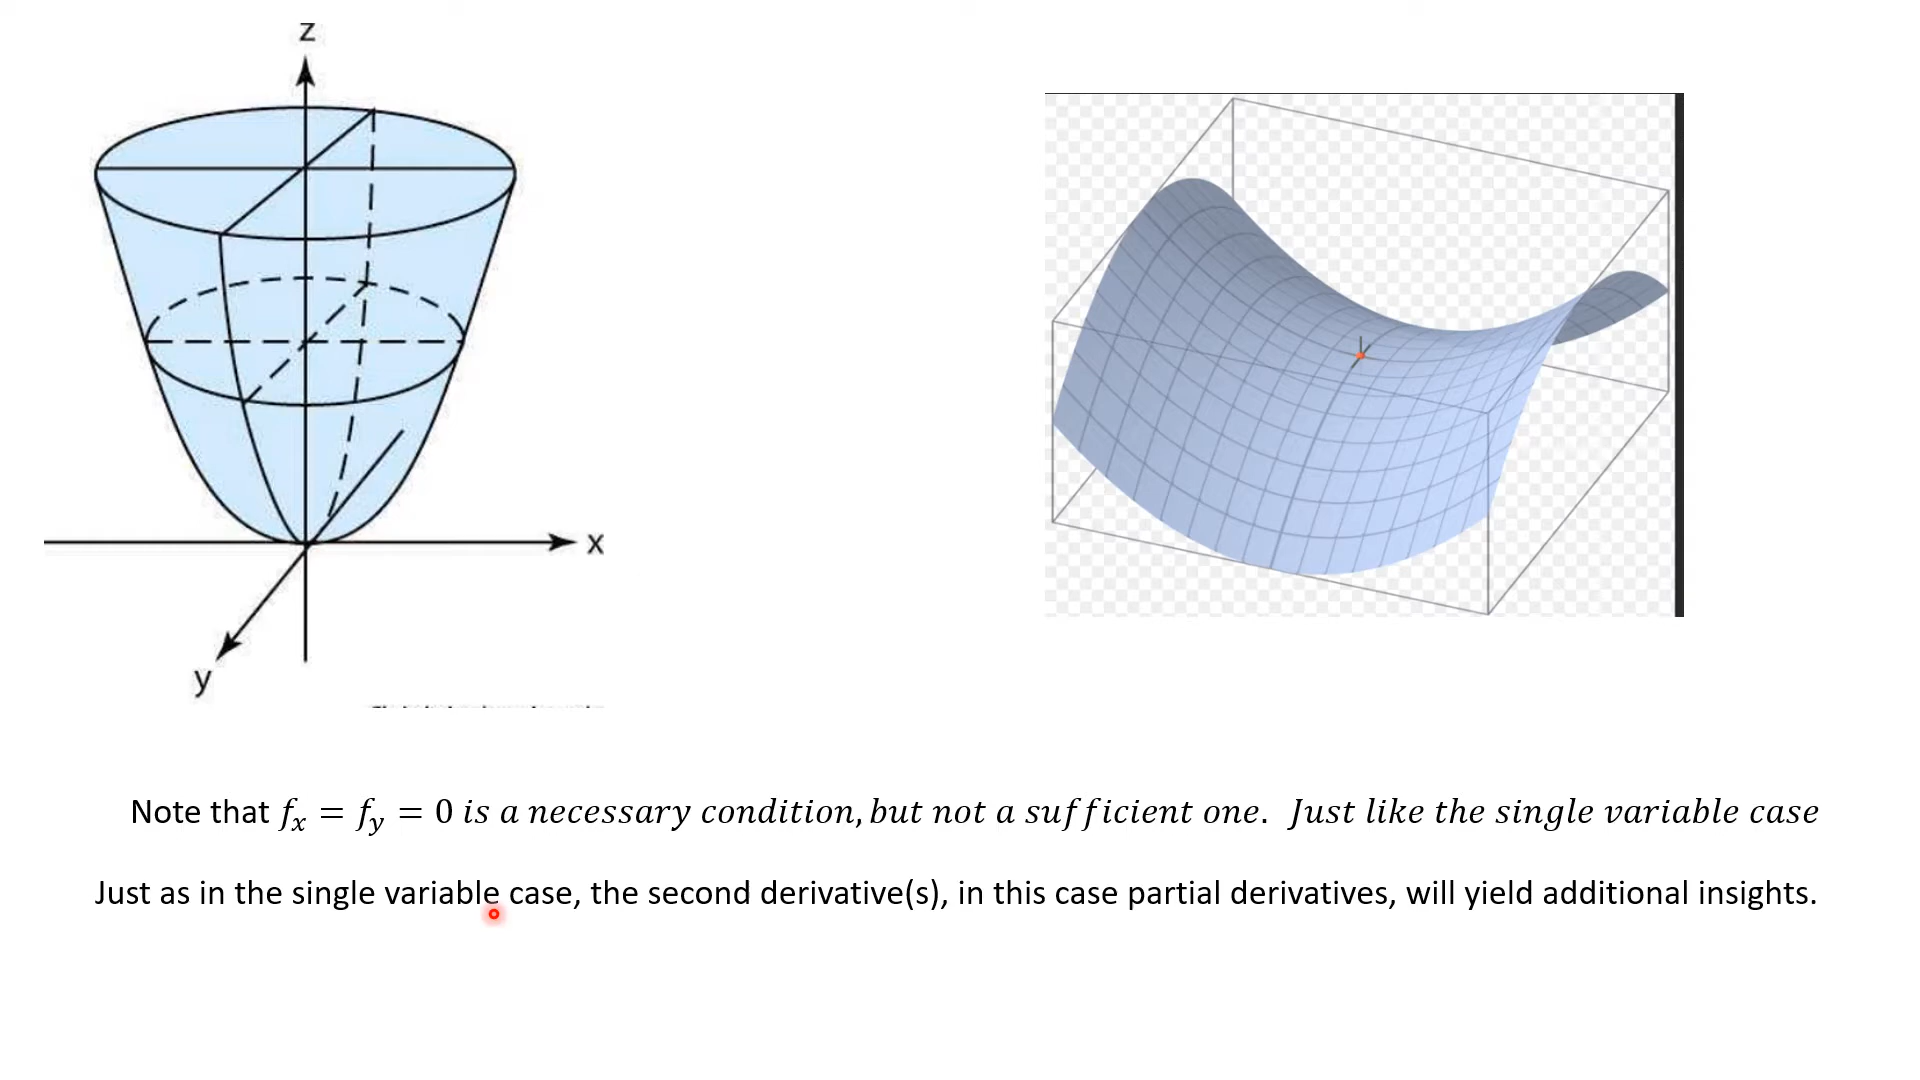 z
x
y
Note that fₓ = f_y = 0 is a necessary condition, but not a sufficient one. Just like the single variable case
Just as in the single variable case, the second derivative(s), in this case partial derivatives, will yield additional insights.